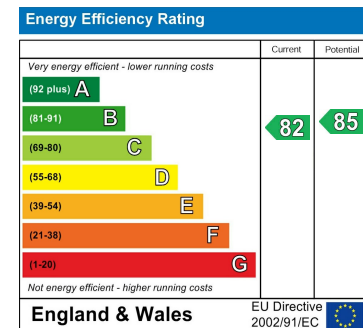 Energy Efficiency Rating
Current Potential
Very energy efficient - lower running costs
(92 plus) A
(81-91) B
(69-80) C
(55-68) D
(39-54) E
(21-38) F
(1-20) G
82
85
Not energy efficient - higher running costs
England & Wales
EU Directive
2002/91/EC